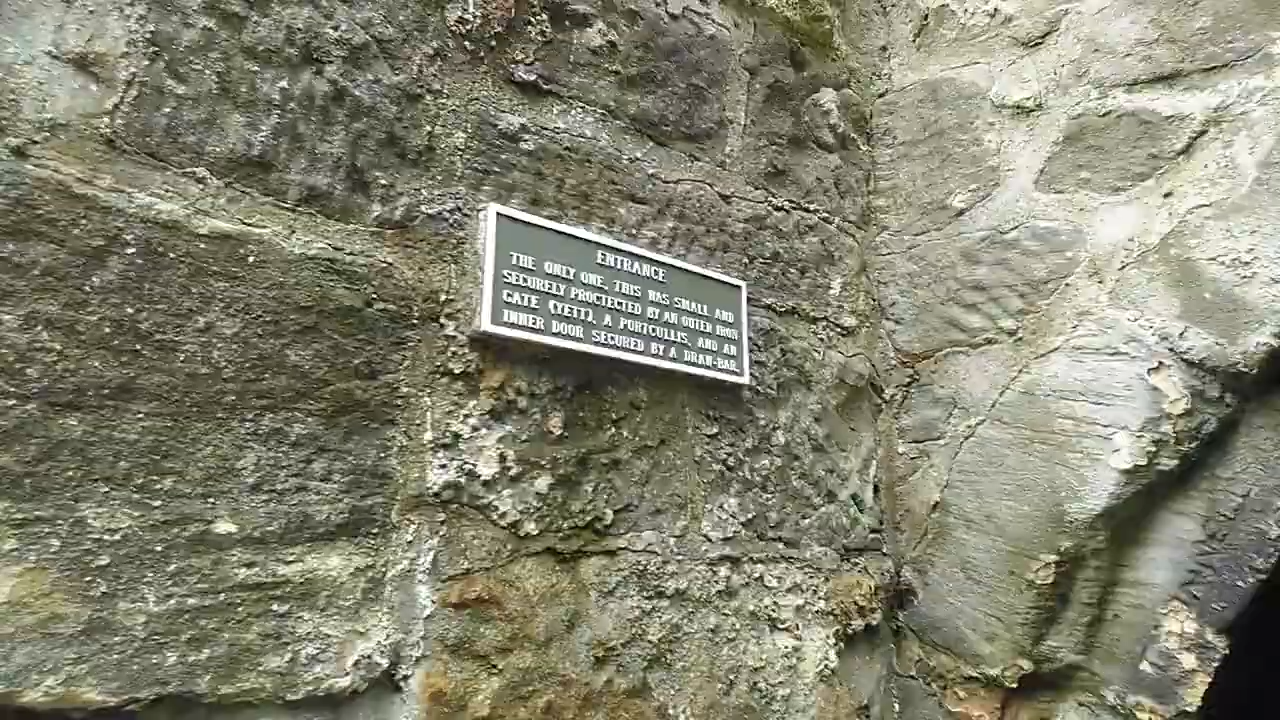 ENTRANCE
THE ONLY ONE, THIS WAS SMALL AND
SECURELY PROCTECTED BY AN OUTER IRON
GATE (YETT), A PORTCULLIS, AND AN
INNER DOOR SECURED BY A DRAW-BAR.